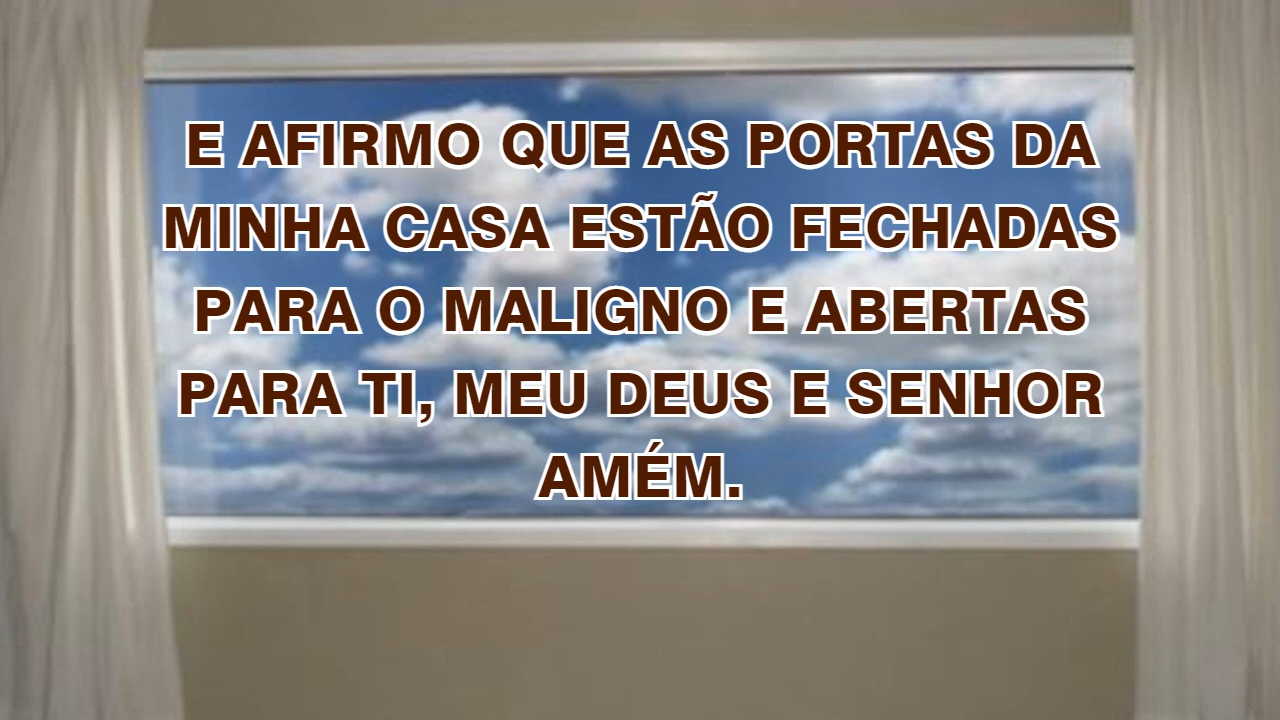 E AFIRMO QUE AS PORTAS DA
MINHA CASA ESTÃO FECHADAS
PARA O MALIGNO E ABERTAS
PARA TI, MEU DEUS E SENHOR
AMÉM.